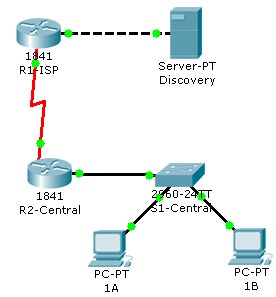 1841
R1-ISP
Server-PT
Discovery
1841
R2-Central
2960-24TT
S1-Central
PC-PT
1A
PC-PT
1B